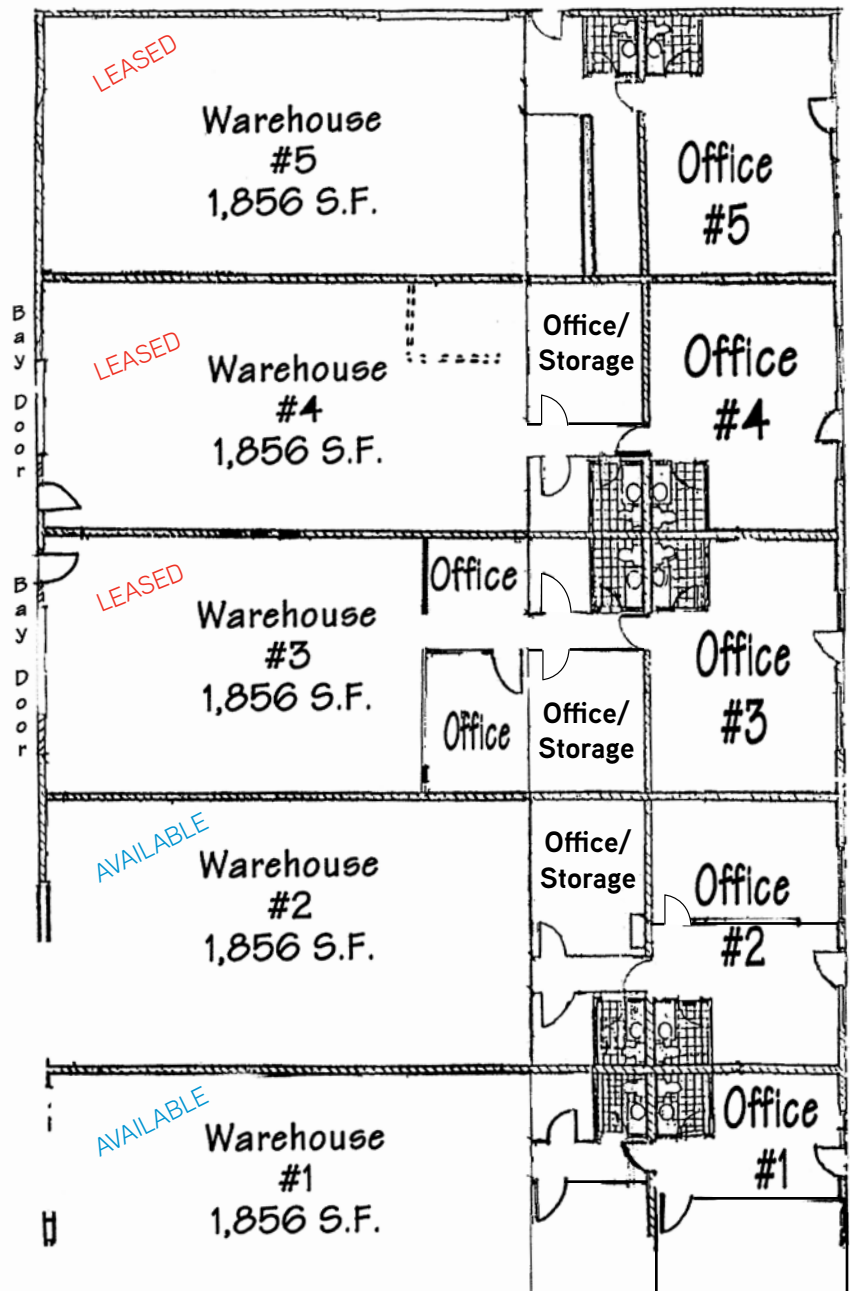 LEASED
Warehouse
#5
1,856 S.F.
Office
#5
Bay Door
LEASED
Warehouse
#4
1,856 S.F.
Office/
Storage
Office
#4
Bay Door
LEASED
Warehouse
#3
1,856 S.F.
Office
Office
Office/
Storage
Office
#3
AVAILABLE
Warehouse
#2
1,856 S.F.
Office/
Storage
Office
#2
AVAILABLE
Warehouse
#1
1,856 S.F.
Office
#1